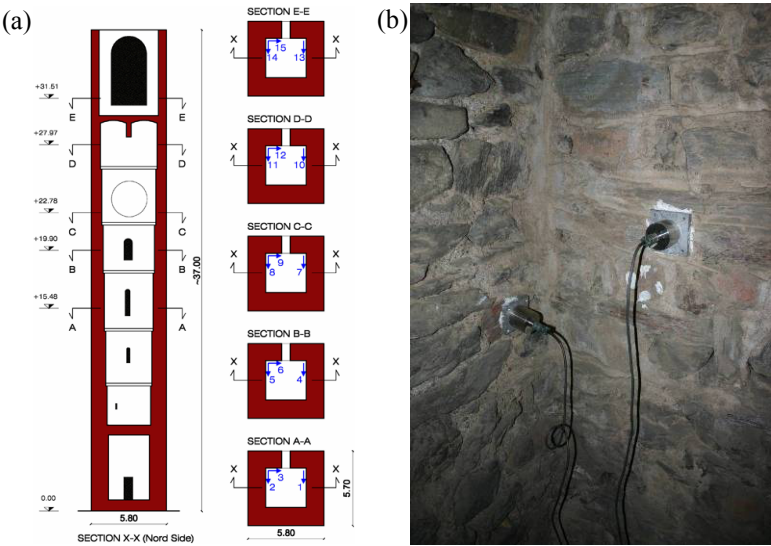 (a)
+31.51
E E
+27.97
D D
+22.78
C C
+19.90
B B
+15.48
A A
0.00
~37.00
5.80
SECTION X-X (Nord Side)
SECTION E-E
X X
15
14 13
SECTION D-D
X X
12
11 10
SECTION C-C
X X
9
8 7
SECTION B-B
X X
6
5 4
SECTION A-A
X X
3
2 1
5.70
5.80
(b)